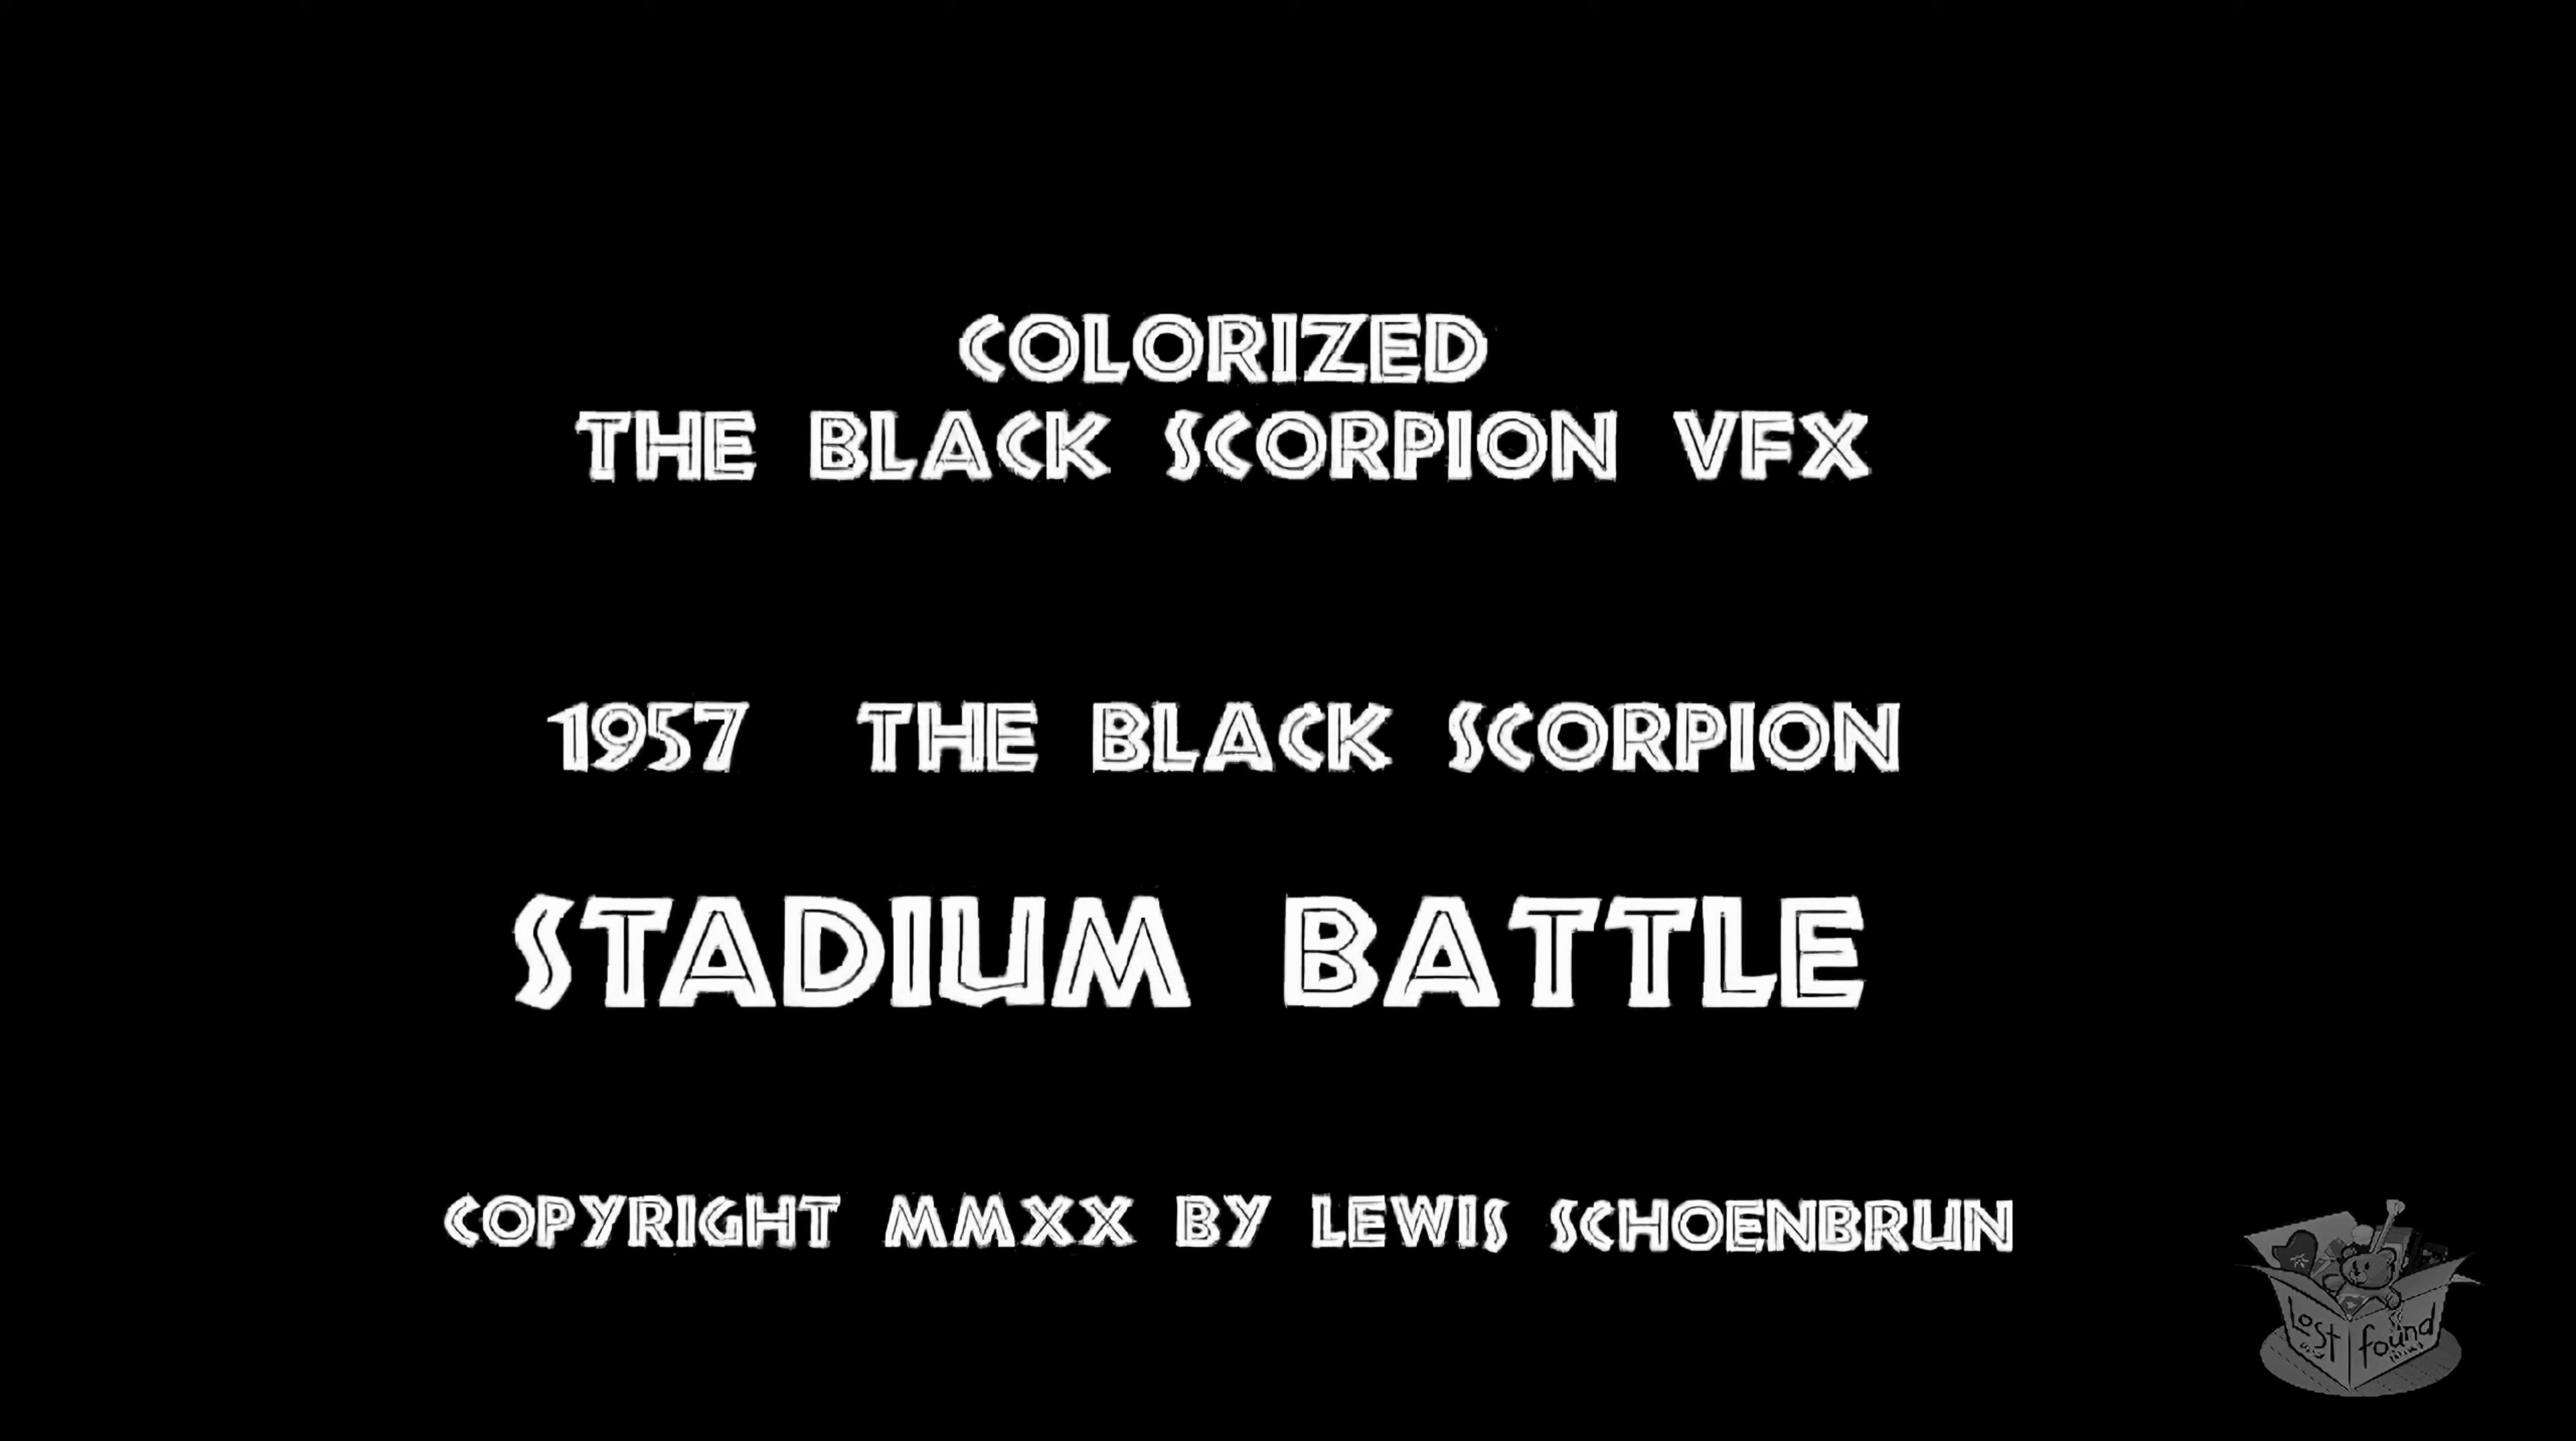 COLORIZED
THE BLACK SCORPION VFX
1957 THE BLACK SCORPION
STADIUM BATTLE
COPYRIGHT MMXX BY LEWIS SCHOENBRUN
Lost
found